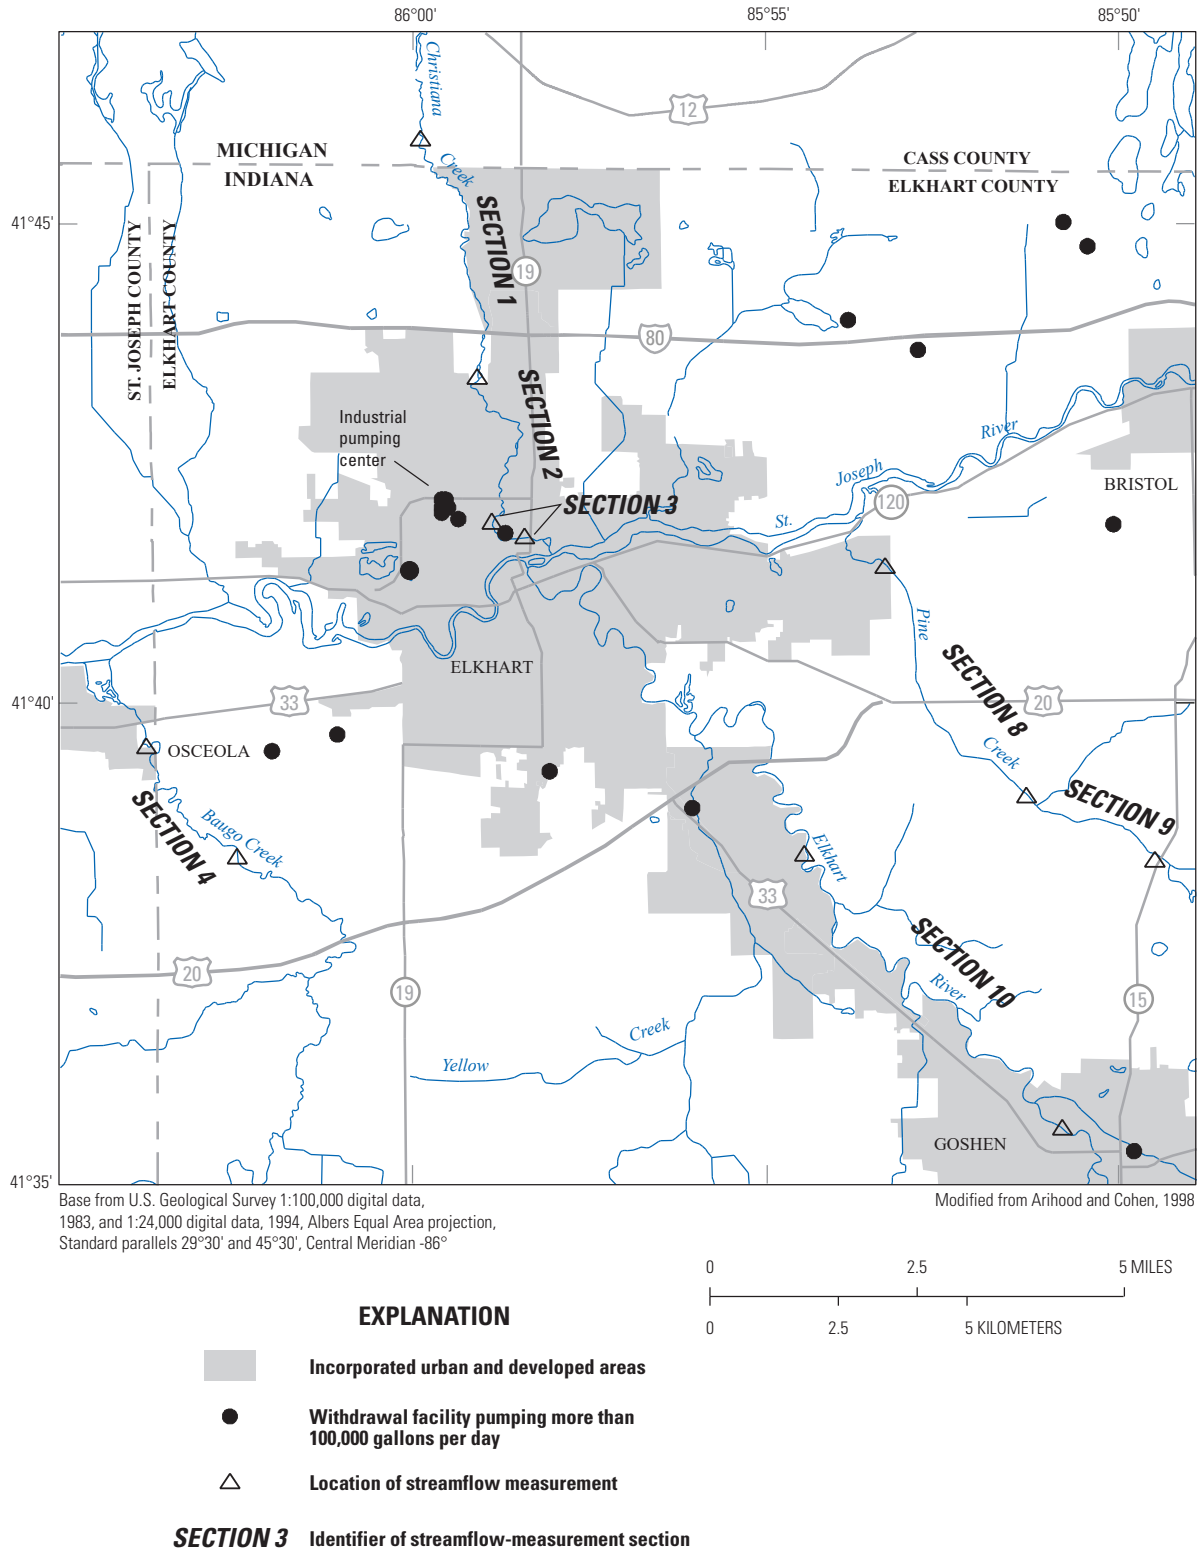 86°00'
85°55'
85°50'
Christiana
Creek
12
MICHIGAN
INDIANA
CASS COUNTY
ELKHART COUNTY
41°45'
ST. JOSEPH COUNTY
ELKHART COUNTY
SECTION 1
19
80
SECTION 2
Industrial
pumping
center
SECTION 3
St.
Joseph
River
120
BRISTOL
Pine
Creek
ELKHART
41°40'
33
OSCEOLA
SECTION 8
20
SECTION 9
SECTION 4
Baugo Creek
Elkhart
River
33
SECTION 10
20
19
15
Yellow
Creek
GOSHEN
41°35'
Base from U.S. Geological Survey 1:100,000 digital data,
1983, and 1:24,000 digital data, 1994, Albers Equal Area projection,
Standard parallels 29°30' and 45°30', Central Meridian -86°
Modified from Arihood and Cohen, 1998
0 2.5 5 MILES
0 2.5 5 KILOMETERS
EXPLANATION
Incorporated urban and developed areas
Withdrawal facility pumping more than
100,000 gallons per day
Location of streamflow measurement
SECTION 3 Identifier of streamflow-measurement section